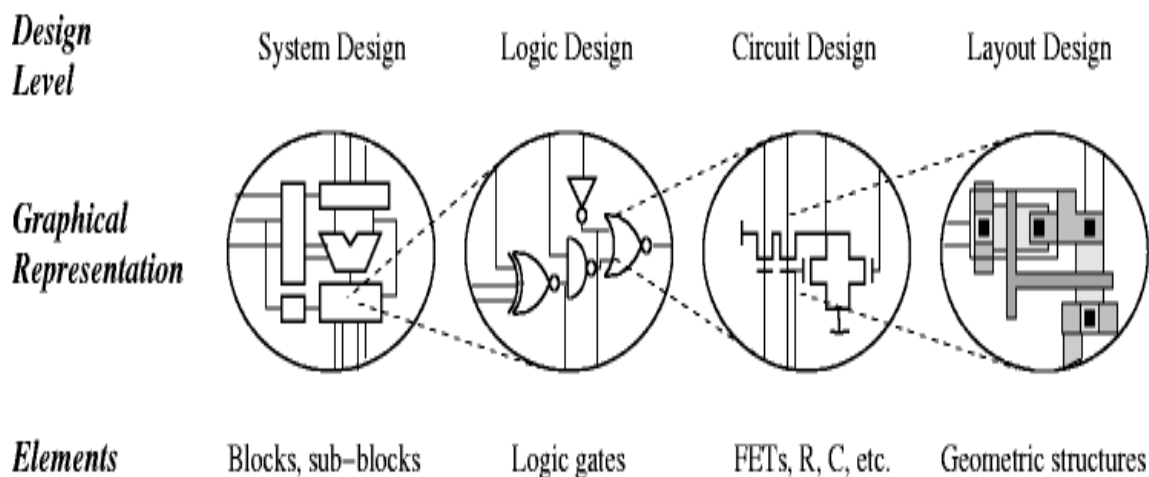 Design Level
System Design
Logic Design
Circuit Design
Layout Design
Graphical Representation
Elements
Blocks, sub-blocks
Logic gates
FETs, R, C, etc.
Geometric structures